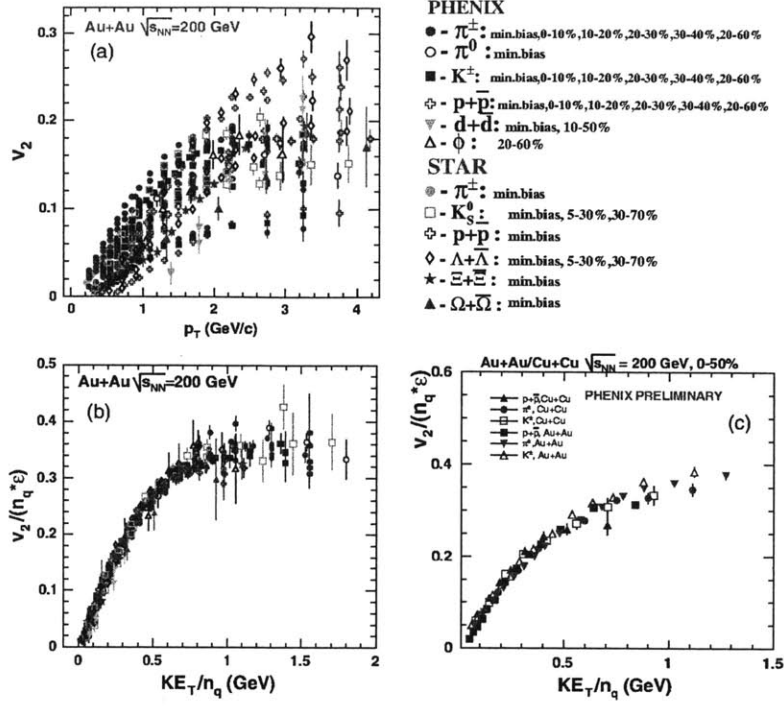 Au+Au √sNN=200 GeV
(a)
v2
0.3
0.2
0.1
0
0 1 2 3 4
pT (GeV/c)
PHENIX
● - π±: min.bias,0-10%,10-20%,20-30%,30-40%,20-60%
○ - π0: min.bias
■ - K±: min.bias,0-10%,10-20%,20-30%,30-40%,20-60%
- p+p̅: min.bias,0-10%,10-20%,20-30%,30-40%,20-60%
▼ - d+d̅: min.bias, 10-50%
△ - ϕ: 20-60%
STAR
● - π±: min.bias
□ - K0S: min.bias, 5-30%,30-70%
- p+p̅: min.bias
◇ - Λ+Λ̅: min.bias, 5-30%,30-70%
★ - Ξ+Ξ̅: min.bias
▲ - Ω+Ω̅: min.bias
Au+Au √sNN=200 GeV
(b)
v2/(nq*ε)
0.5
0.4
0.3
0.2
0.1
0
0 0.5 1 1.5 2
KET/nq (GeV)
Au+Au/Cu+Cu √sNN = 200 GeV, 0-50%
PHENIX PRELIMINARY
(c)
p+p̅, Cu+Cu
π±, Cu+Cu
K±, Cu+Cu
p+p̅, Au+Au
π±, Au+Au
K±, Au+Au
v2/(nq*ε)
0.6
0.4
0.2
0
0 0.5 1 1.5
KET/nq (GeV)